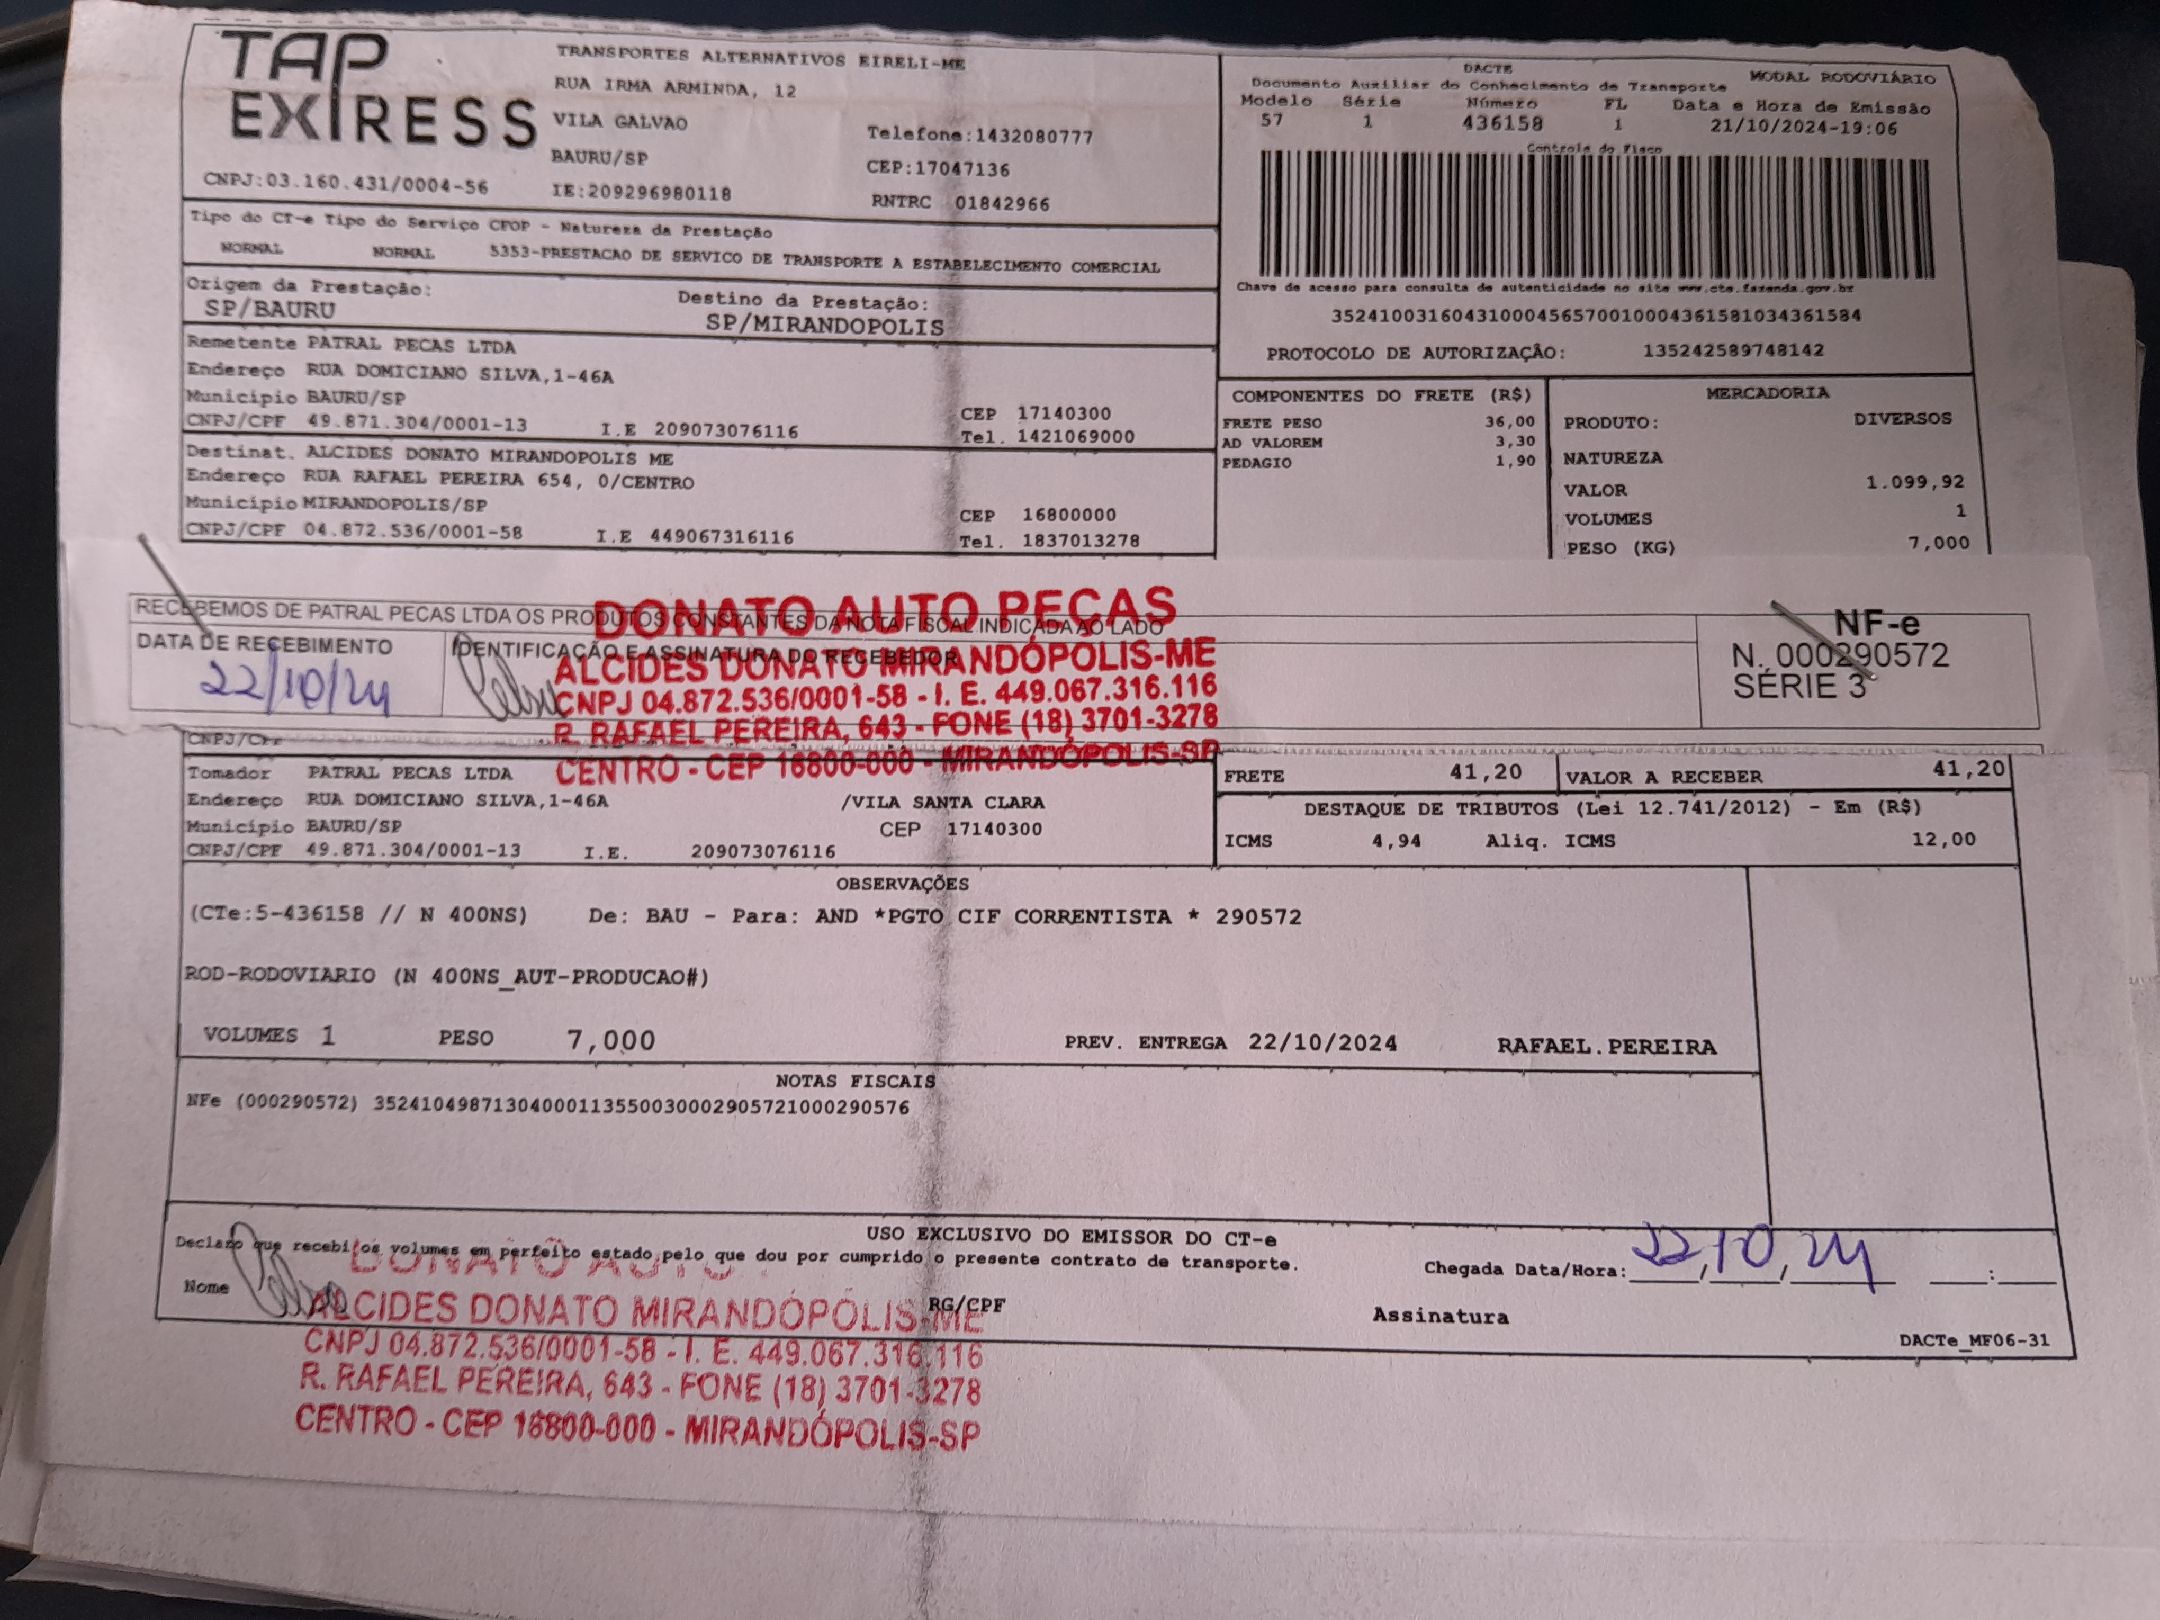 TAP EXPRESS
TRANSPORTES ALTERNATIVOS EIRELI-ME
RUA IRMA ARMINDA, 12
VILA GALVAO
Telefone:1432080777
BAURU/SP
CEP:17047136
CNPJ:03.160.431/0004-56
IE:209296980118
RNTRC 01842966
DACTE
MODAL RODOVIÁRIO
Documento Auxiliar do Conhecimento de Transporte
Modelo Série Número FL Data e Hora de Emissão
57 1 436158 1 21/10/2024-19:06
Controle do Fisco
Chave de acesso para consulta de autenticidade no site www.cte.fazenda.gov.br
35241003160431000456570010004361581034361584
PROTOCOLO DE AUTORIZAÇÃO: 135242589748142
Tipo do CT-e Tipo do Serviço CFOP - Natureza da Prestação
NORMAL NORMAL 5353-PRESTACAO DE SERVICO DE TRANSPORTE A ESTABELECIMENTO COMERCIAL
Origem da Prestação: Destino da Prestação:
SP/BAURU SP/MIRANDOPOLIS
Remetente PATRAL PECAS LTDA
Endereço RUA DOMICIANO SILVA,1-46A
Município BAURU/SP CEP 17140300
CNPJ/CPF 49.871.304/0001-13 I.E 209073076116 Tel. 1421069000
Destinat. ALCIDES DONATO MIRANDOPOLIS ME
Endereço RUA RAFAEL PEREIRA 654, 0/CENTRO
Município MIRANDOPOLIS/SP CEP 16800000
CNPJ/CPF 04.872.536/0001-58 I.E 449067316116 Tel. 1837013278
COMPONENTES DO FRETE (R$)
FRETE PESO 36,00
AD VALOREM 3,30
PEDAGIO 1,90
MERCADORIA
PRODUTO: DIVERSOS
NATUREZA
VALOR 1.099,92
VOLUMES 1
PESO (KG) 7,000
RECEBEMOS DE PATRAL PECAS LTDA OS PRODUTOS CONSTANTES DA NOTA FISCAL INDICADA AO LADO
DATA DE RECEBIMENTO
22/10/24
IDENTIFICAÇÃO E ASSINATURA DO RECEBEDOR
DONATO AUTO PEÇAS
ALCIDES DONATO MIRANDÓPOLIS-ME
CNPJ 04.872.536/0001-58 - I. E. 449.067.316.116
R. RAFAEL PEREIRA, 643 - FONE (18) 3701-3278
CENTRO - CEP 16800-000 - MIRANDÓPOLIS-SP
NF-e
N. 000290572
SÉRIE 3
CNPJ/CPF
Tomador PATRAL PECAS LTDA
Endereço RUA DOMICIANO SILVA,1-46A /VILA SANTA CLARA
Município BAURU/SP CEP 17140300
CNPJ/CPF 49.871.304/0001-13 I.E. 209073076116
FRETE 41,20 VALOR A RECEBER 41,20
DESTAQUE DE TRIBUTOS (Lei 12.741/2012) - Em (R$)
ICMS 4,94 Aliq. ICMS 12,00
OBSERVAÇÕES
(CTe:5-436158 // N 400NS) De: BAU - Para: AND *PGTO CIF CORRENTISTA * 290572
ROD-RODOVIARIO (N 400NS_AUT-PRODUCAO#)
VOLUMES 1 PESO 7,000 PREV. ENTREGA 22/10/2024 RAFAEL.PEREIRA
NOTAS FISCAIS
NFe (000290572) 35241049871304000113550030002905721000290576
USO EXCLUSIVO DO EMISSOR DO CT-e
Declaro que recebi os volumes em perfeito estado pelo que dou por cumprido o presente contrato de transporte.
Chegada Data/Hora: 22,10,24 :
Nome RG/CPF Assinatura
DACTe_MF06-31
DONATO AUTO
ALCIDES DONATO MIRANDÓPOLIS-ME
CNPJ 04.872.536/0001-58 - I. E. 449.067.316.116
R. RAFAEL PEREIRA, 643 - FONE (18) 3701-3278
CENTRO - CEP 16800-000 - MIRANDÓPOLIS-SP